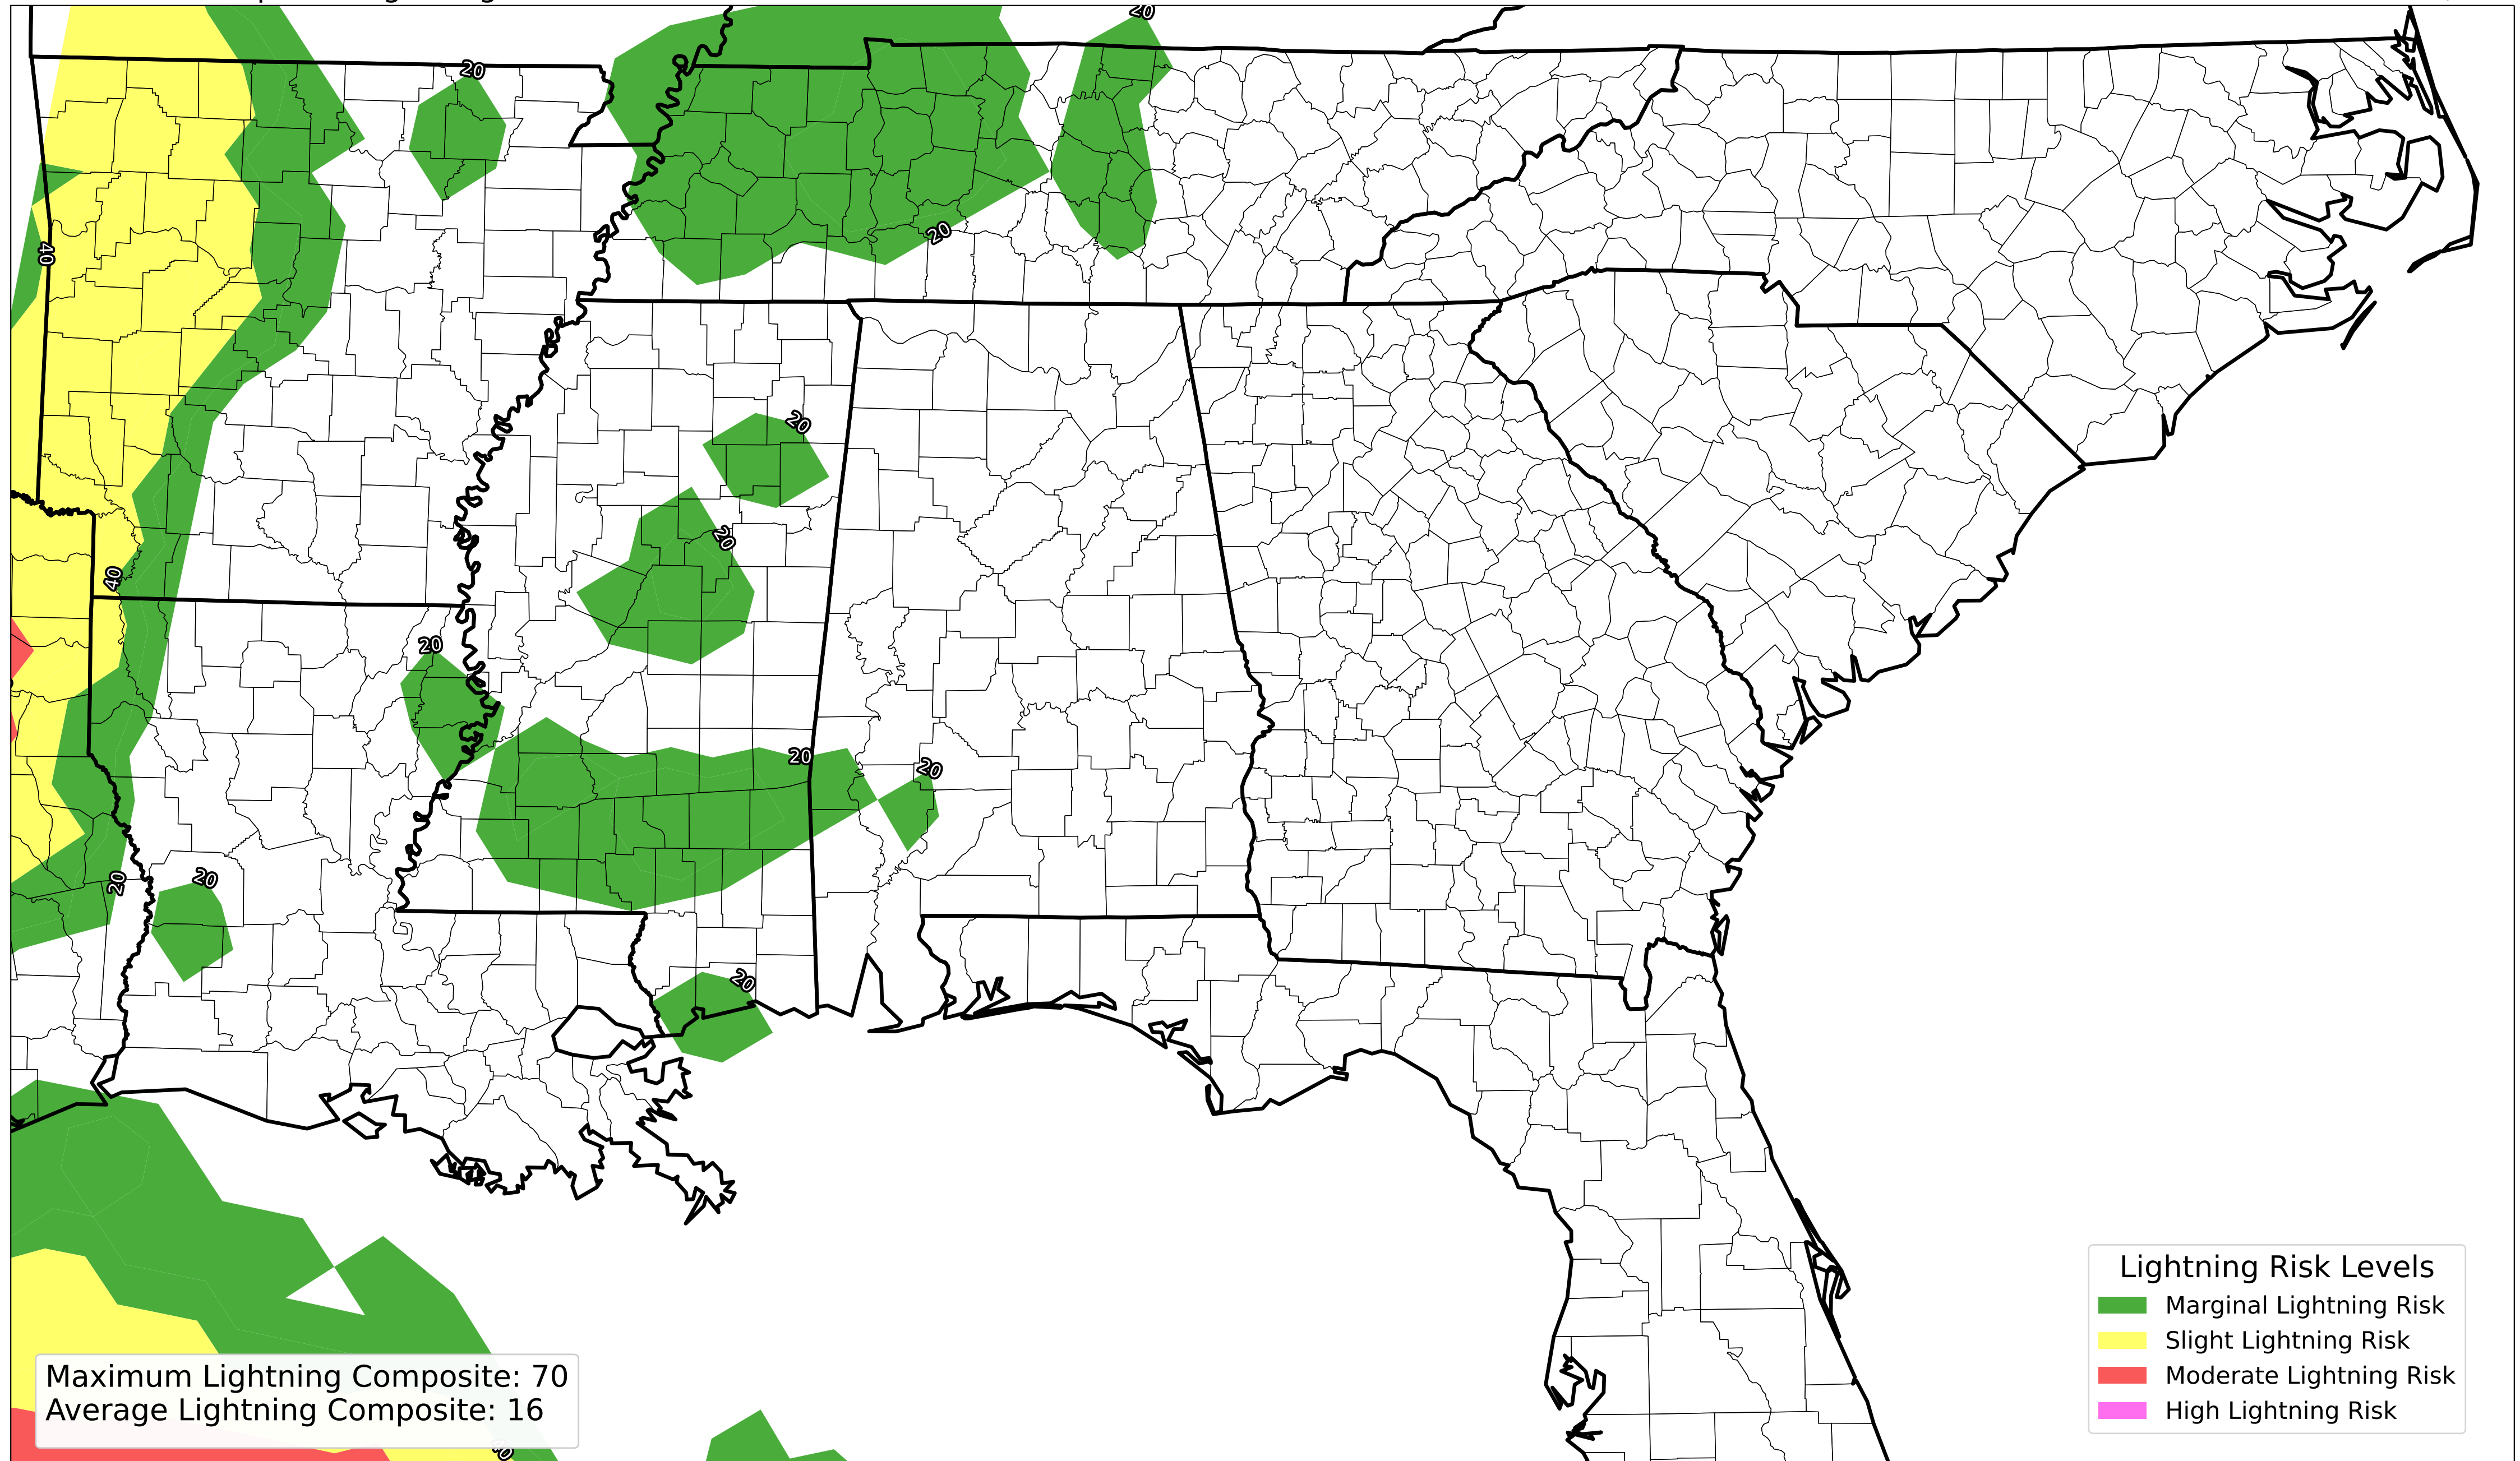 20
20
40
20
20
20
40
20
20
20
20
20
20
Lightning Risk Levels
Marginal Lightning Risk
Slight Lightning Risk
Moderate Lightning Risk
High Lightning Risk
Maximum Lightning Composite: 70
Average Lightning Composite: 16